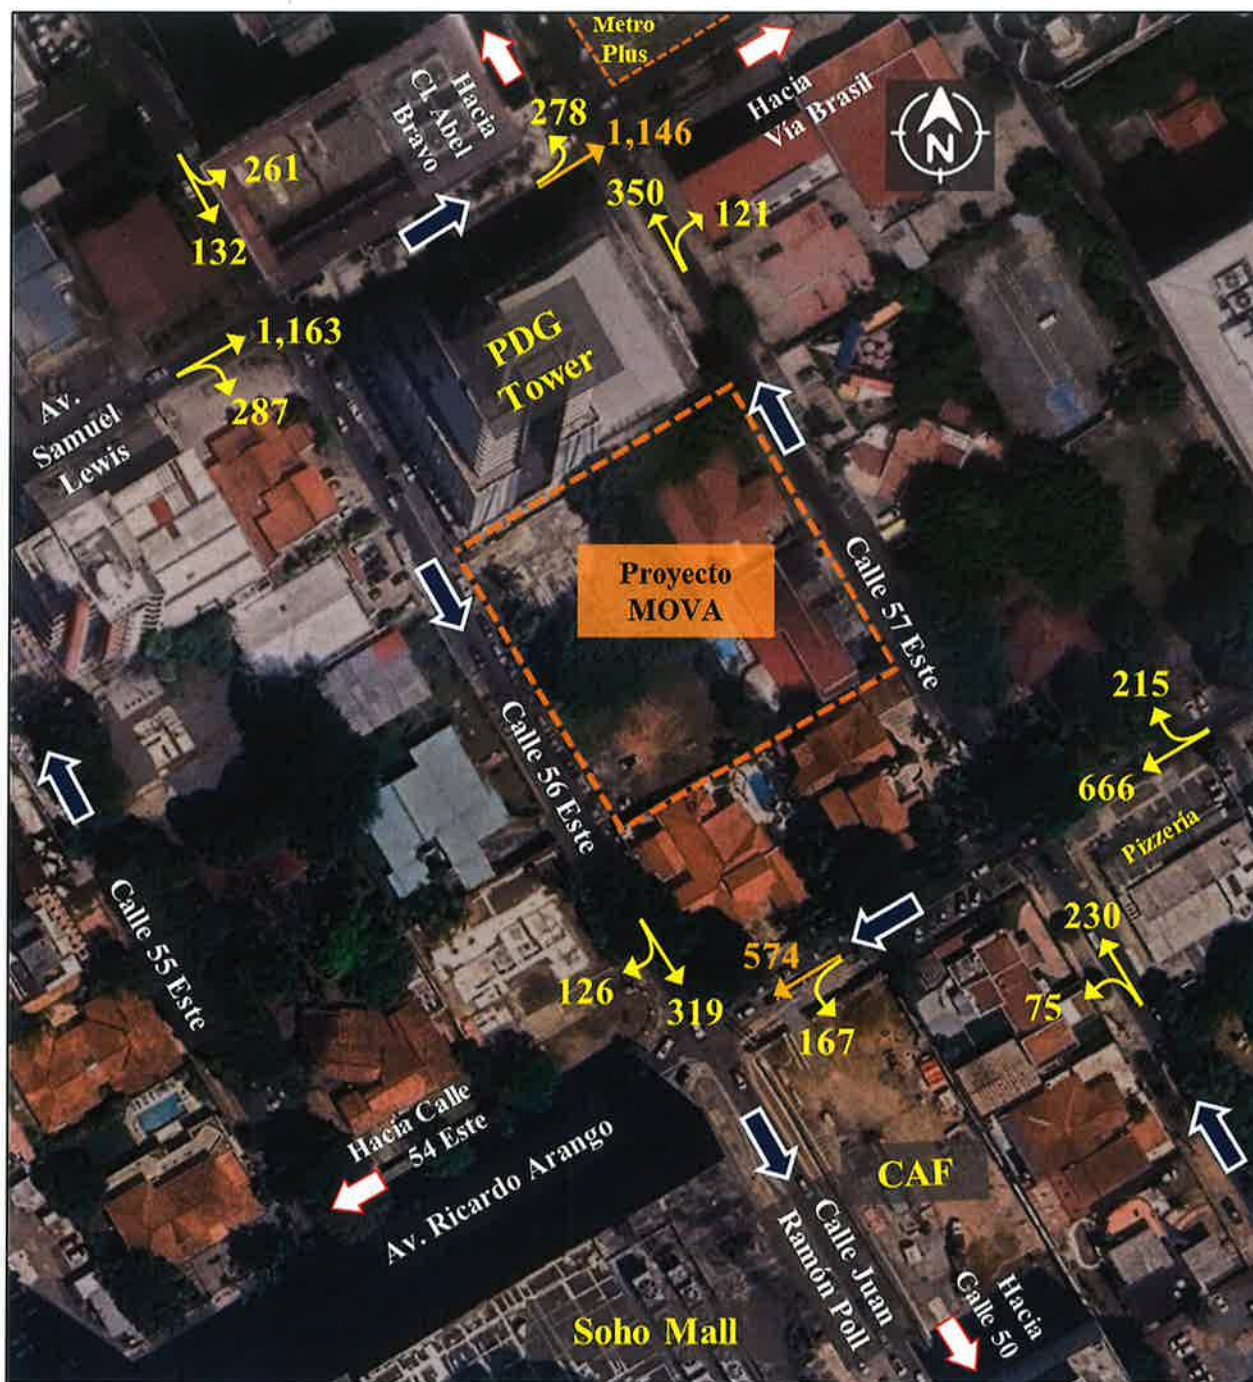 Metro
Plus
Hacia
Cl. Abel
Bravo
Hacia
Vía Brasil
N
278
1,146
261
132
350
121
1,163
287
PDG
Tower
Av.
Samuel
Lewis
Proyecto
MOVA
Calle 57 Este
Calle 56 Este
Calle 55 Este
215
666
Pizzería
230
75
574
167
126
319
Hacia Calle
54 Este
Av. Ricardo Arango
CAF
Calle Juan
Ramón Poll
Hacia
Calle 50
Soho Mall